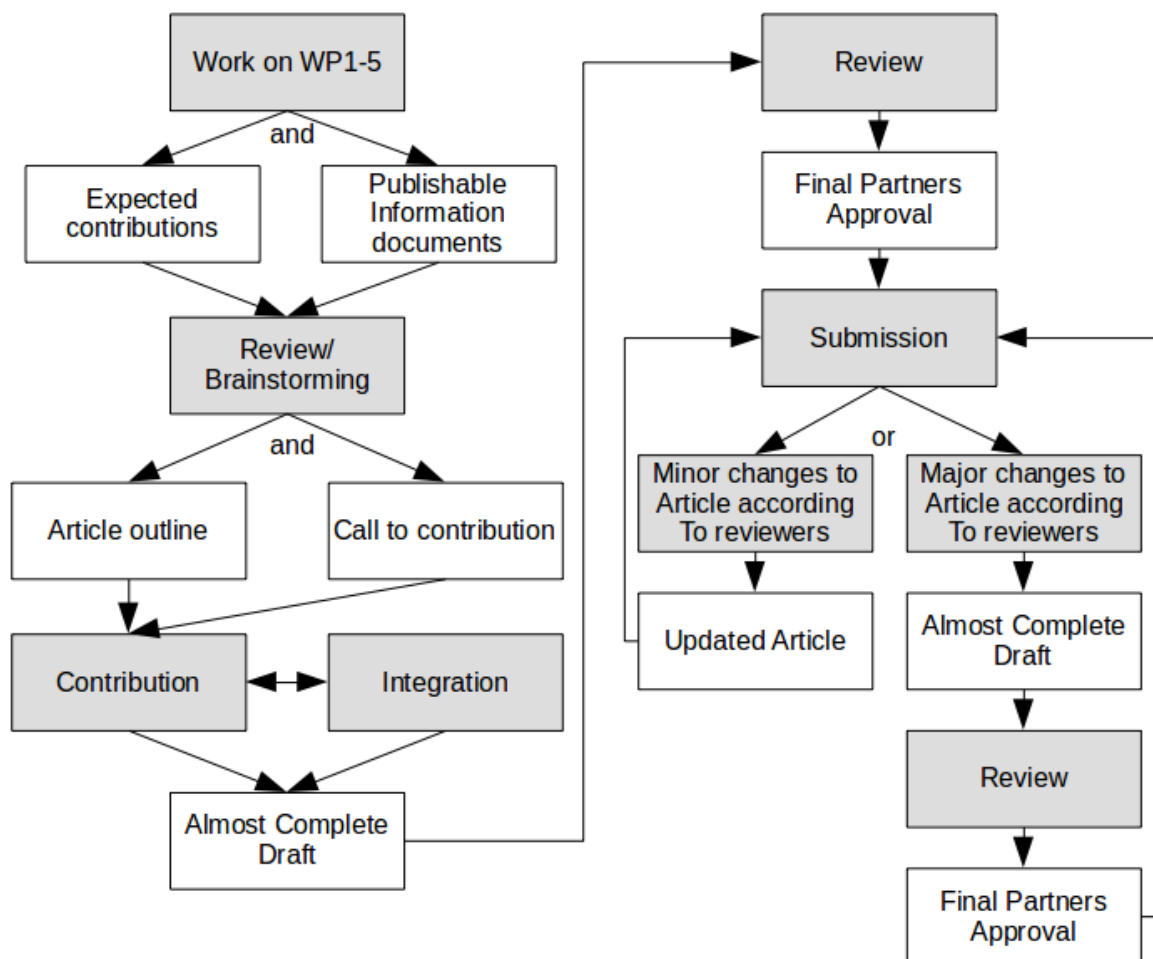 Work on WP1-5
and
Expected
contributions
Publishable
Information
documents
Review/
Brainstorming
and
Article outline
Call to contribution
Contribution
Integration
Almost Complete
Draft
Review
Final Partners
Approval
Submission
or
Minor changes to
Article according
To reviewers
Major changes to
Article according
To reviewers
Updated Article
Almost Complete
Draft
Review
Final Partners
Approval